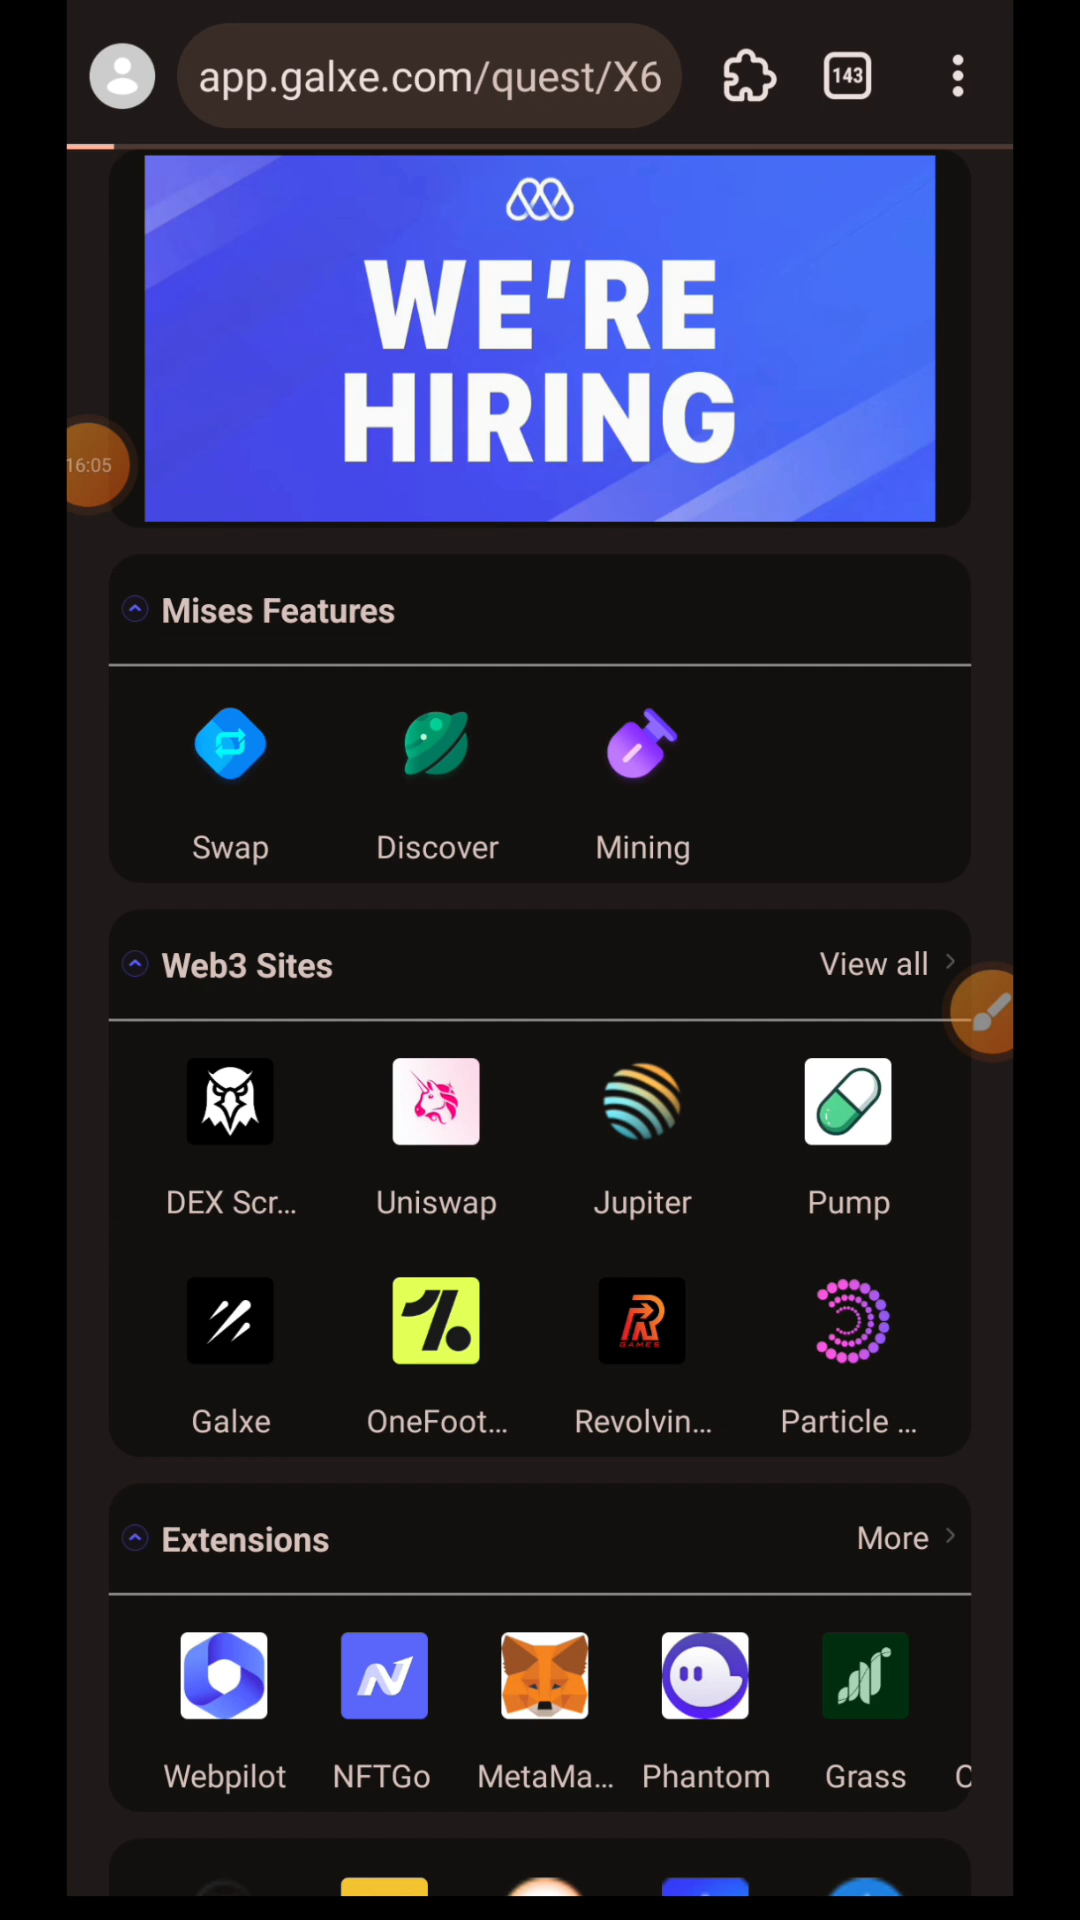 app.galxe.com/quest/X6
143
WE'RE
HIRING
16:05
Mises Features
Swap
Discover
Mining
Web3 Sites
View all
DEX Scr...
Uniswap
Jupiter
Pump
GAMES
Galxe
OneFoot...
Revolvin...
Particle ...
Extensions
More
Webpilot
NFTGo
MetaMa...
Phantom
Grass